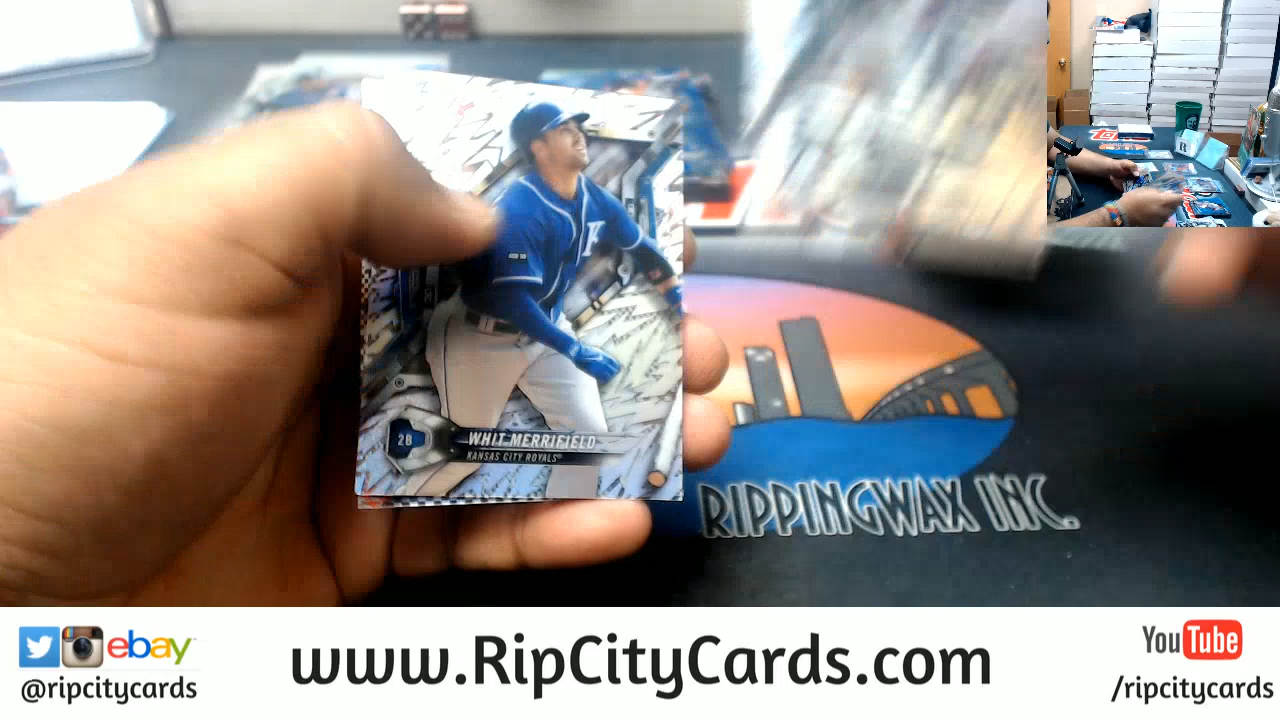 2B
WHIT MERRIFIELD
KANSAS CITY ROYALS®
RIPPINGWAX INC.
ebay
@ripcitycards
www.RipCityCards.com
YouTube
/ripcitycards